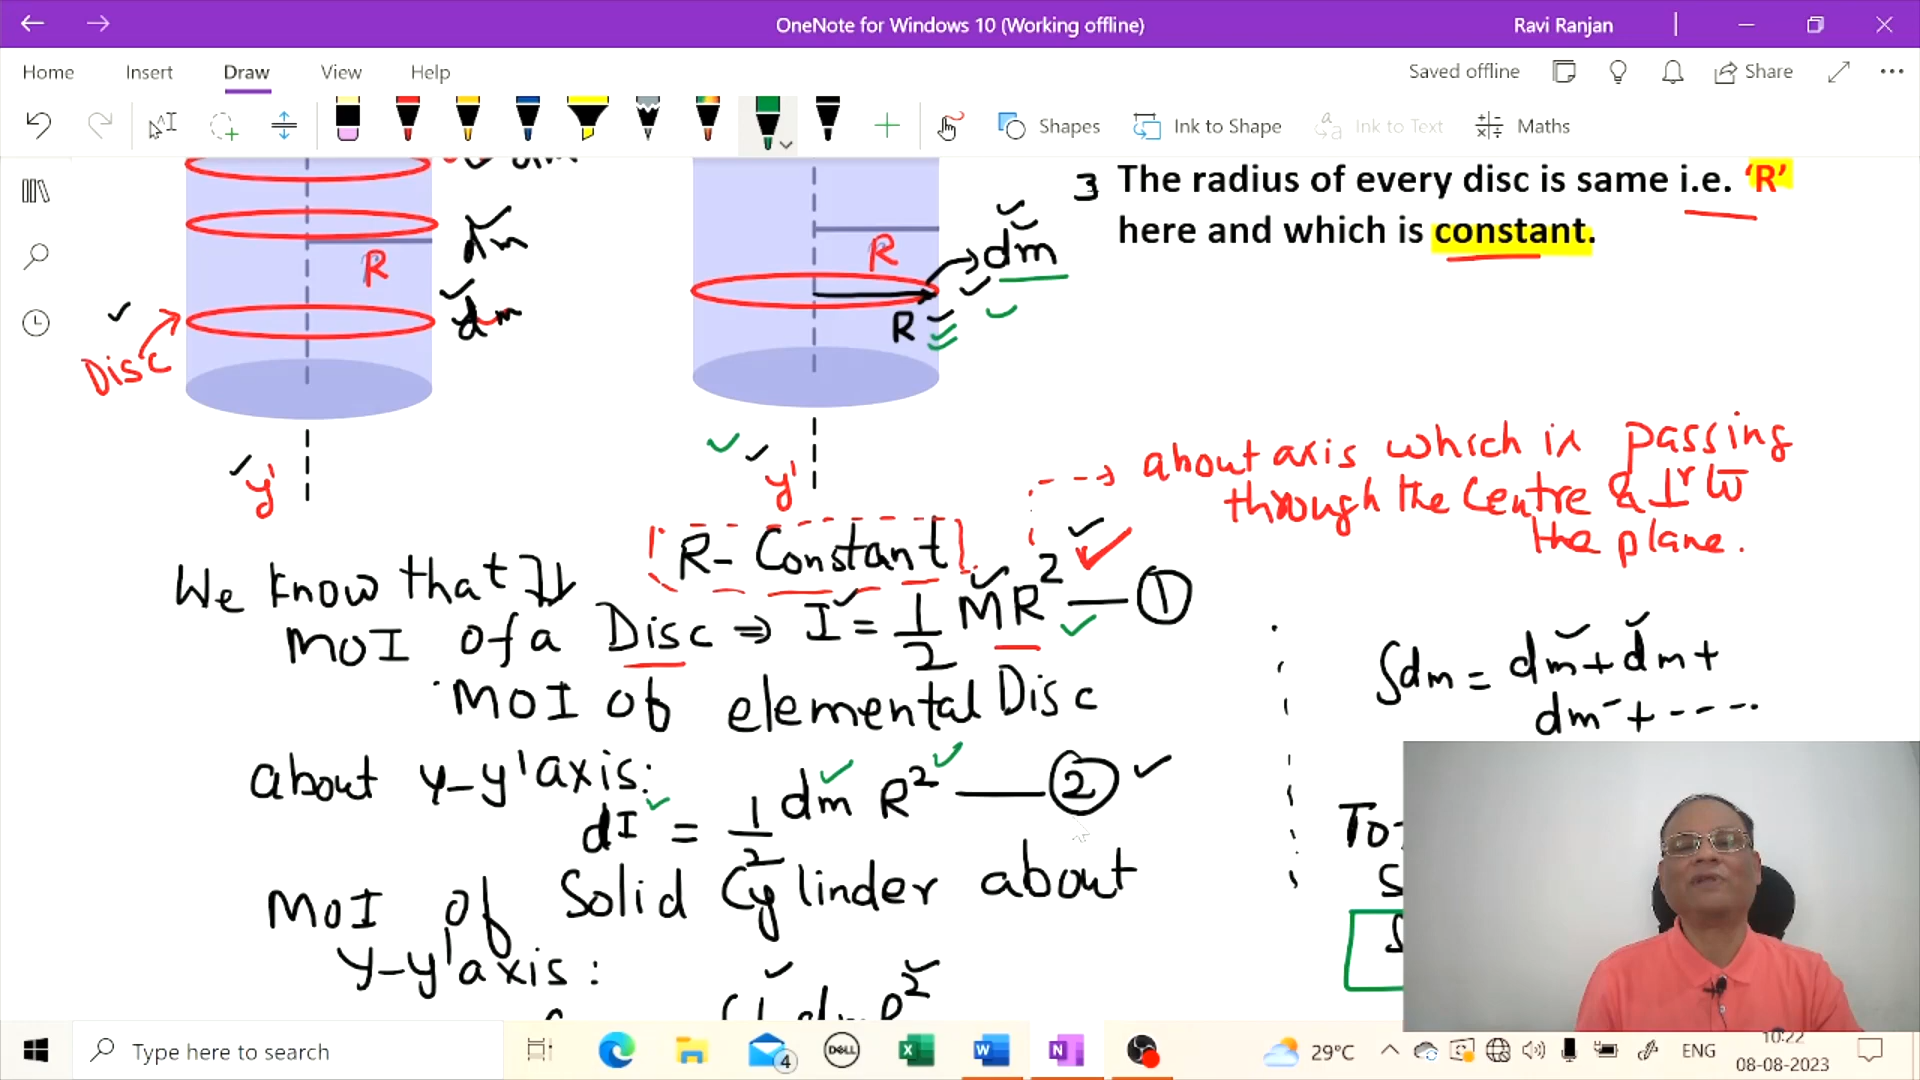 OneNote for Windows 10 (Working offline)
Ravi Ranjan
Home Insert Draw View Help
Saved offline
Share
Shapes
Ink to Shape
Ink to Text
Maths
3 The radius of every disc is same i.e. ‘R’
here and which is constant.
dm
R
dm
Disc
y'
R
dm
R
y'
about axis which is passing
through the Centre & ⊥r to
the plane.
R- Constant
We know that
MOI of a Disc ⇒ I = 1/2 MR² — ①
MOI of elemental Disc
about y-y' axis:
dI = 1/2 dm R² — ②
MOI of Solid Cylinder about
Y-y' axis:
∫dm = dm + dm +
dm + ----
Type here to search
4
DELL
29°C
ENG
10:22
08-08-2023